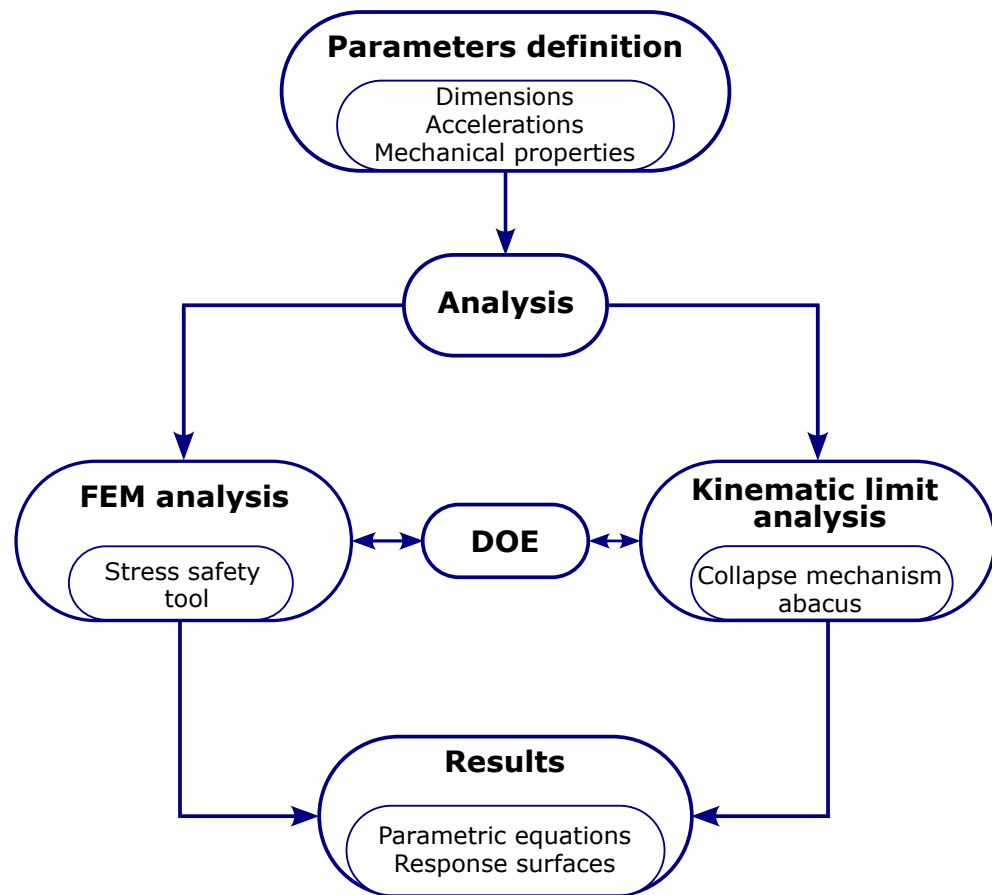 Parameters definition
Dimensions
Accelerations
Mechanical properties
Analysis
FEM analysis
Stress safety
tool
DOE
Kinematic limit
analysis
Collapse mechanism
abacus
Results
Parametric equations
Response surfaces